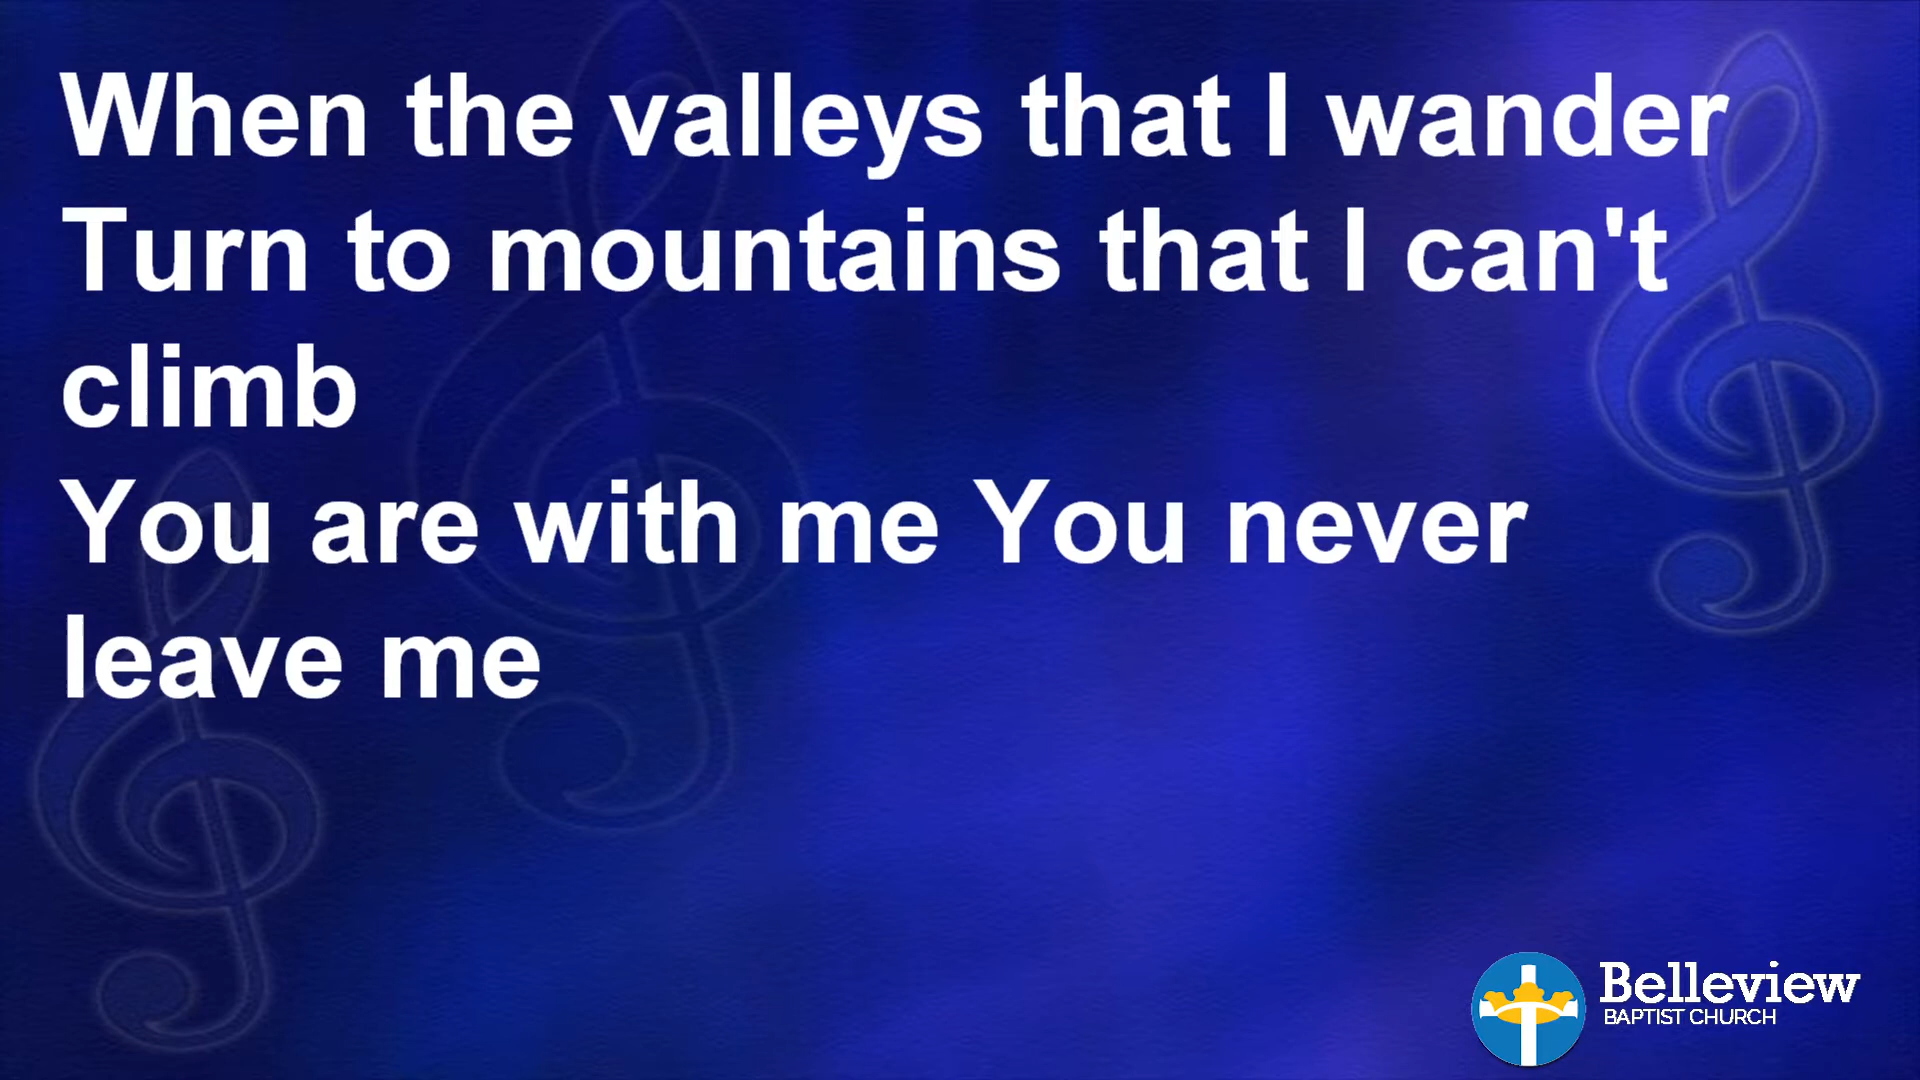 When the valleys that I wander
Turn to mountains that I can't
climb
You are with me You never
leave me
Belleview
BAPTIST CHURCH